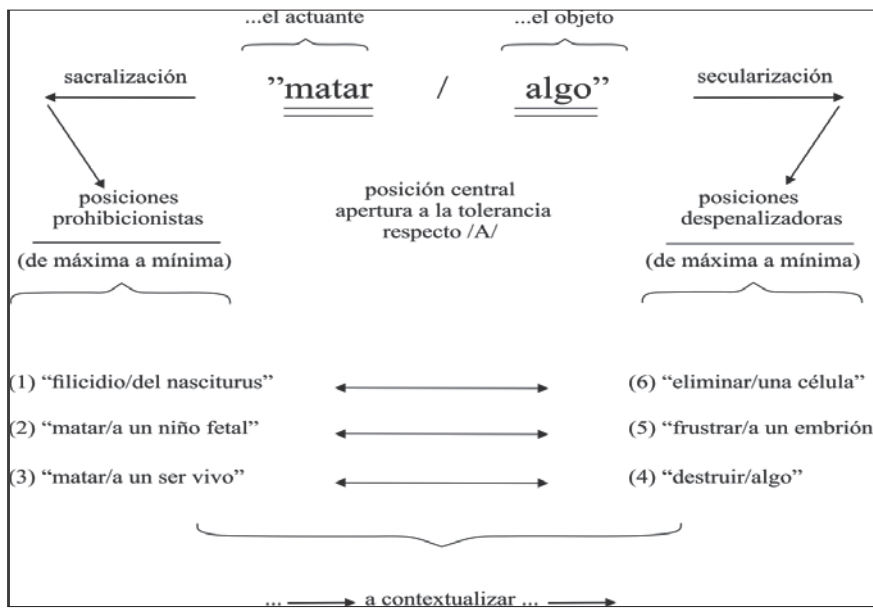 ...el actuante ...el objeto
sacralización ”matar / algo” secularización
posiciones prohibicionistas
(de máxima a mínima)
posición central
apertura a la tolerancia
respecto /A/
posiciones
despenalizadoras
(de máxima a mínima)
(1) “filicidio/del nasciturus” (6) “eliminar/una célula”
(2) “matar/a un niño fetal” (5) “frustrar/a un embrión
(3) “matar/a un ser vivo” (4) “destruir/algo”
... a contextualizar ...